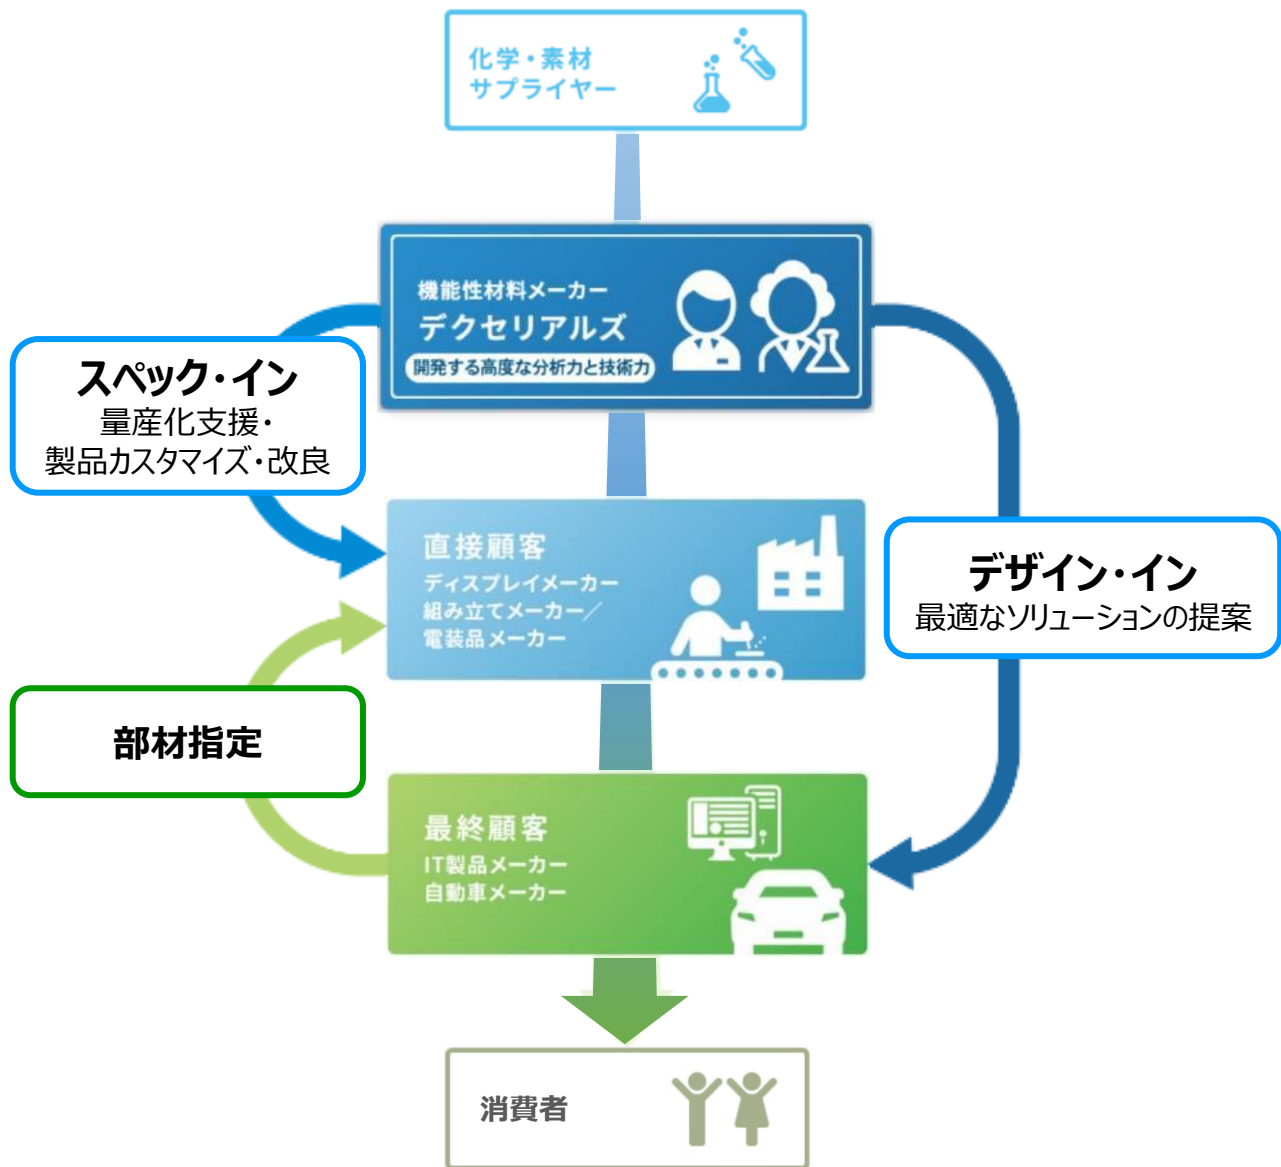 化学・素材
サプライヤー
機能性材料メーカー
デクセリアルズ
開発する高度な分析力と技術力
スペック・イン
量産化支援・
製品カスタマイズ・改良
直接顧客
ディスプレイメーカー
組み立てメーカー／
電装品メーカー
デザイン・イン
最適なソリューションの提案
部材指定
最終顧客
IT製品メーカー
自動車メーカー
消費者